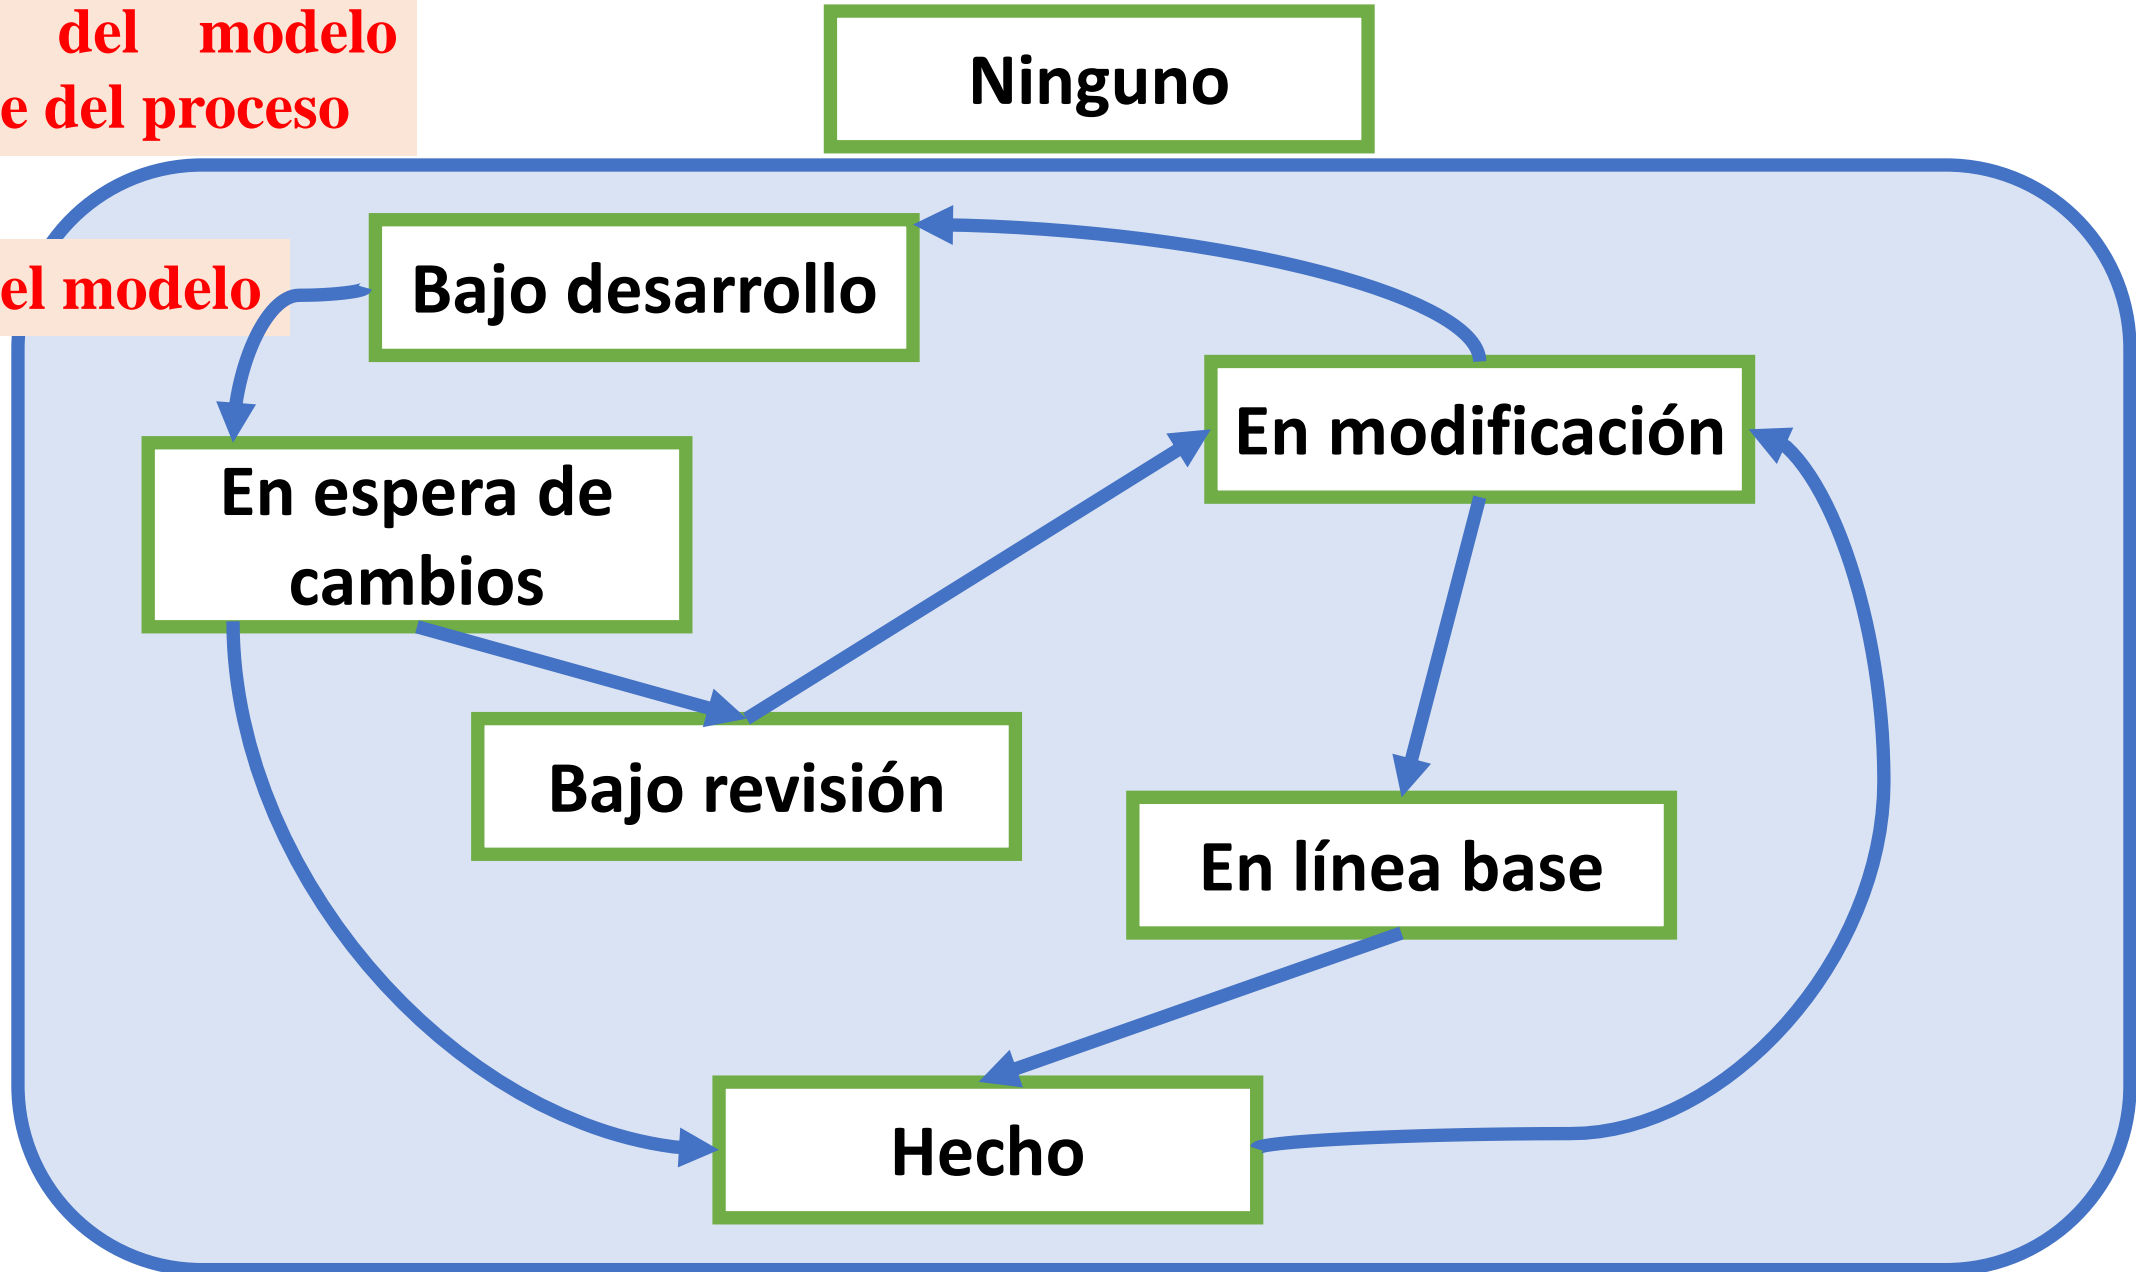 del modelo
e del proceso
Ninguno
el modelo
Bajo desarrollo
En modificación
En espera de
cambios
Bajo revisión
En línea base
Hecho